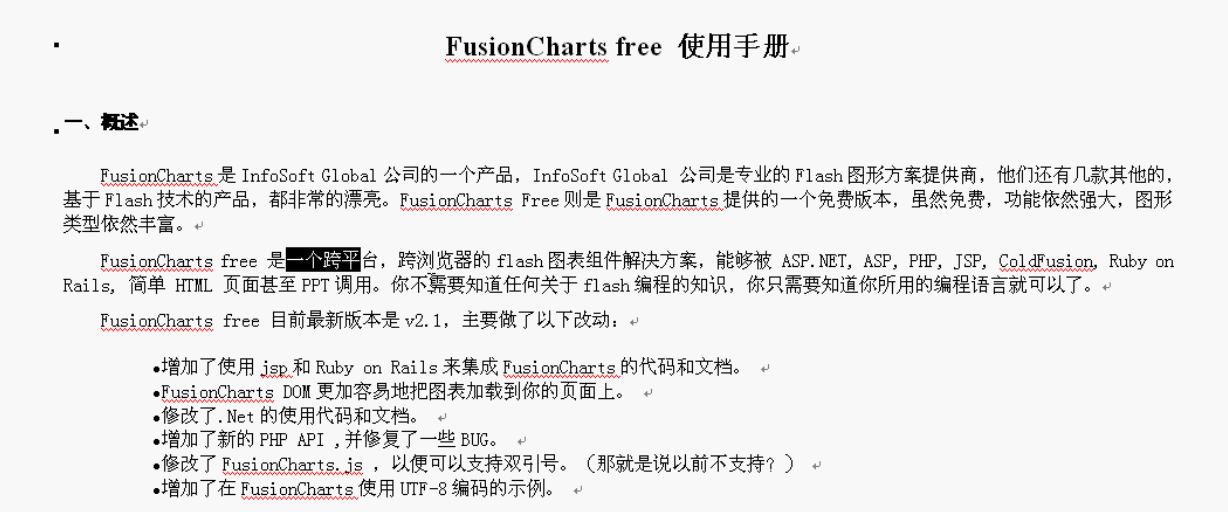 FusionCharts free 使用手册
一、概述
FusionCharts 是 InfoSoft Global 公司的一个产品，InfoSoft Global 公司是专业的 Flash 图形方案提供商，他们还有几款其他的，
基于 Flash 技术的产品，都非常的漂亮。FusionCharts Free 则是 FusionCharts 提供的一个免费版本，虽然免费，功能依然强大，图形
类型依然丰富。
FusionCharts free 是一个跨平台，跨浏览器的 flash 图表组件解决方案，能够被 ASP.NET, ASP, PHP, JSP, ColdFusion, Ruby on
Rails, 简单 HTML 页面甚至 PPT 调用。你不需要知道任何关于 flash 编程的知识，你只需要知道你所用的编程语言就可以了。
FusionCharts free 目前最新版本是 v2.1，主要做了以下改动：
•增加了使用 jsp 和 Ruby on Rails 来集成 FusionCharts 的代码和文档。
•FusionCharts DOM 更加容易地把图表加载到你的页面上。
•修改了.Net 的使用代码和文档。
•增加了新的 PHP API ,并修复了一些 BUG。
•修改了 FusionCharts.js ，以便可以支持双引号。（那就是说以前不支持？）
•增加了在 FusionCharts 使用 UTF-8 编码的示例。